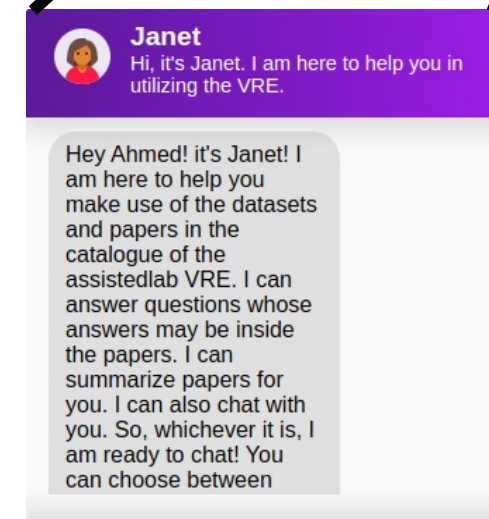 Janet
Hi, it's Janet. I am here to help you in
utilizing the VRE.
Hey Ahmed! it's Janet! I
am here to help you
make use of the datasets
and papers in the
catalogue of the
assistedlab VRE. I can
answer questions whose
answers may be inside
the papers. I can
summarize papers for
you. I can also chat with
you. So, whichever it is, I
am ready to chat! You
can choose between